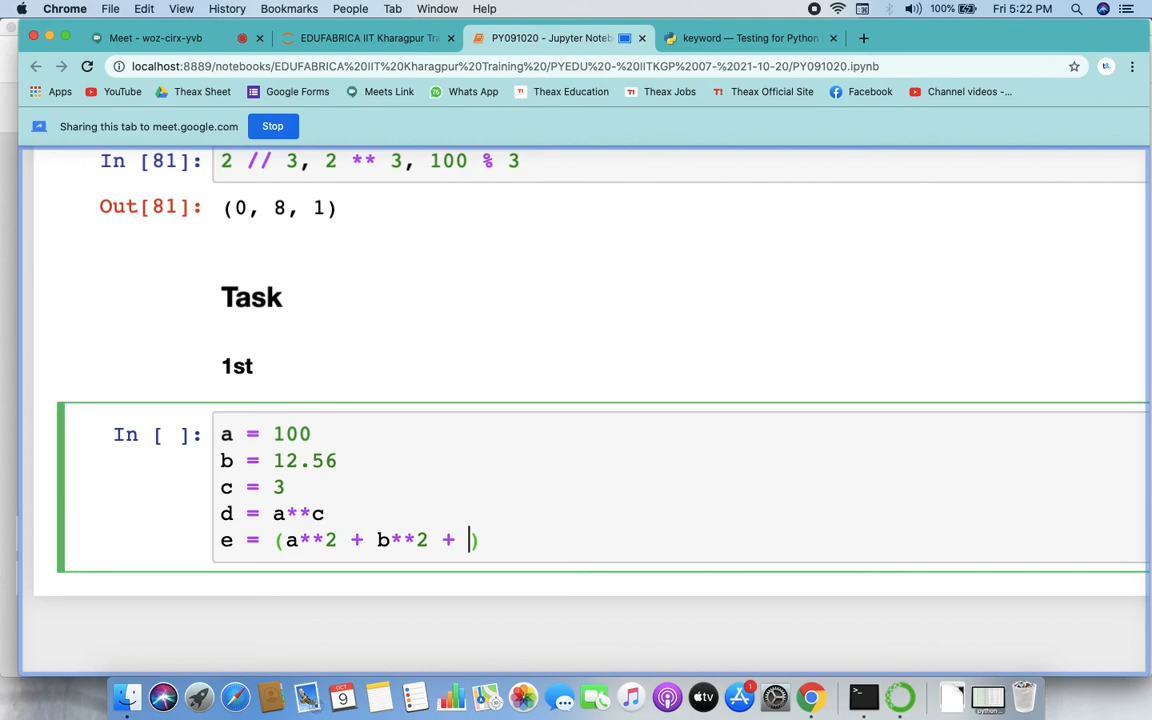 Chrome File Edit View History Bookmarks People Tab Window Help 100% Fri 5:22 PM
Meet - woz-cirx-yvb EDUFABRICA IIT Kharagpur Tra PY091020 - Jupyter Noteb keyword — Testing for Python
localhost:8889/notebooks/EDUFABRICA%20IIT%20Kharagpur%20Training%20/PYEDU%20-%20IITKGP%2007-%2021-10-20/PY091020.ipynb
Apps YouTube Theax Sheet Google Forms Meets Link Whats App Theax Education Theax Jobs Theax Official Site Facebook Channel videos -...
Sharing this tab to meet.google.com Stop
In [81]: 2 // 3, 2 ** 3, 100 % 3
Out[81]: (0, 8, 1)
Task
1st
In [ ]: a = 100
b = 12.56
c = 3
d = a**c
e = (a**2 + b**2 + )